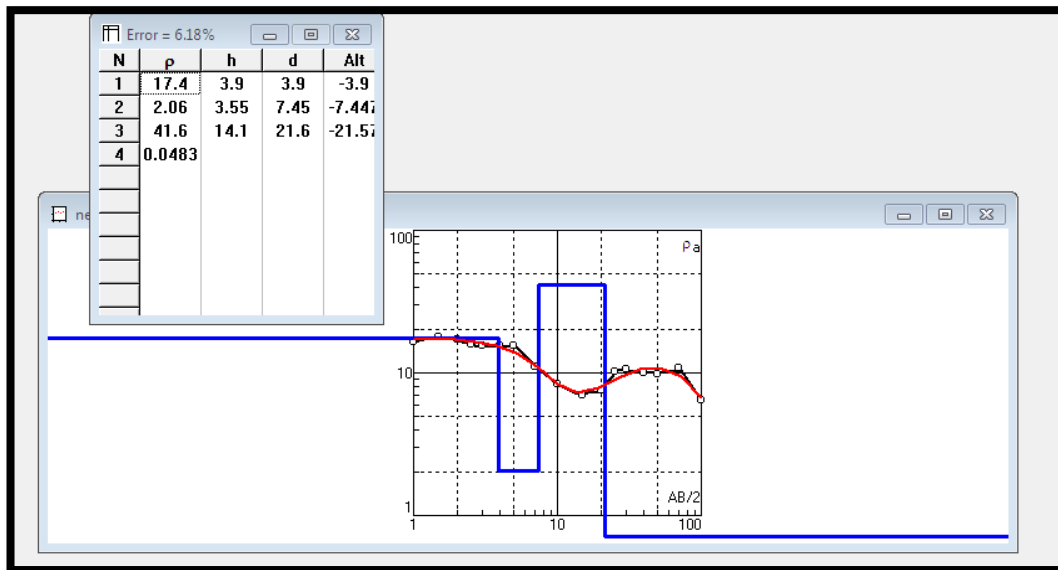 Error = 6.18%
N ρ h d Alt
1 17.4 3.9 3.9 -3.9
2 2.06 3.55 7.45 -7.447
3 41.6 14.1 21.6 -21.57
4 0.0483
ne
100 ρa
10
1 AB/2
1 10 100